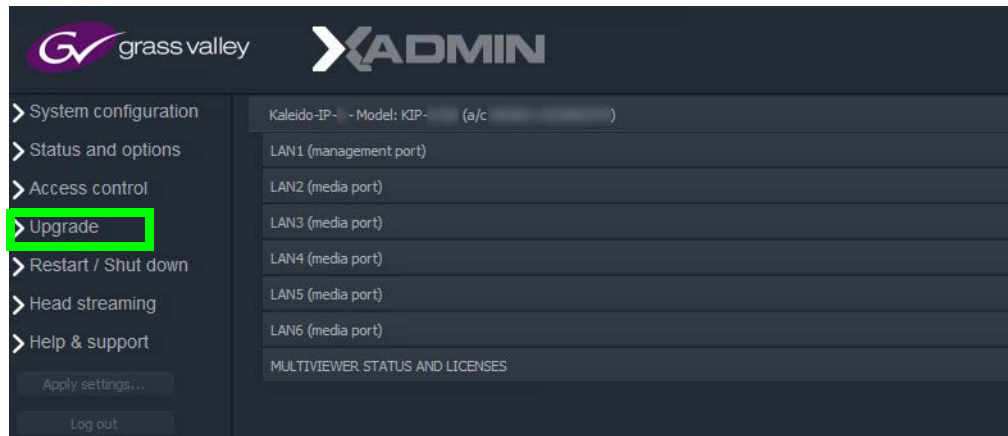 GV grass valley XADMIN
System configuration
Status and options
Access control
Upgrade
Restart / Shut down
Head streaming
Help & support
Apply settings...
Log out
Kaleido-IP- - Model: KIP- (a/c )
LAN1 (management port)
LAN2 (media port)
LAN3 (media port)
LAN4 (media port)
LAN5 (media port)
LAN6 (media port)
MULTIVIEWER STATUS AND LICENSES